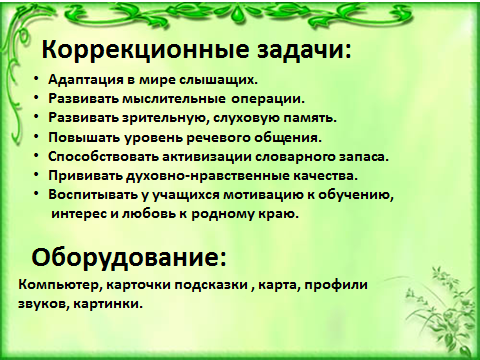 Коррекционные задачи:
• Адаптация в мире слышащих.
• Развивать мыслительные операции.
• Развивать зрительную, слуховую память.
• Повышать уровень речевого общения.
• Способствовать активизации словарного запаса.
• Прививать духовно-нравственные качества.
• Воспитывать у учащихся мотивацию к обучению,
интерес и любовь к родному краю.
Оборудование:
Компьютер, карточки подсказки , карта, профили
звуков, картинки.